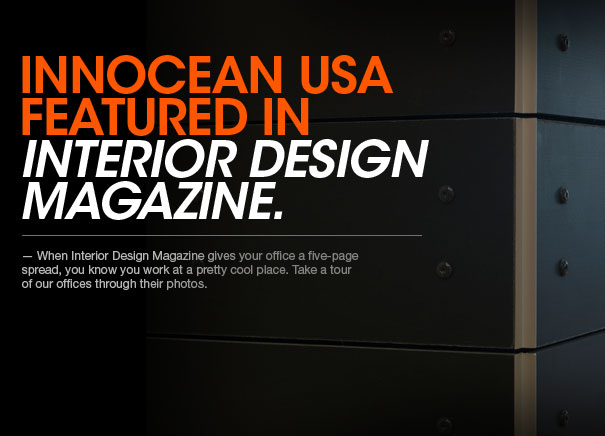 INNOCEAN USA
FEATURED IN
INTERIOR DESIGN
MAGAZINE.
— When Interior Design Magazine gives your office a five-page
spread, you know you work at a pretty cool place. Take a tour
of our offices through their photos.